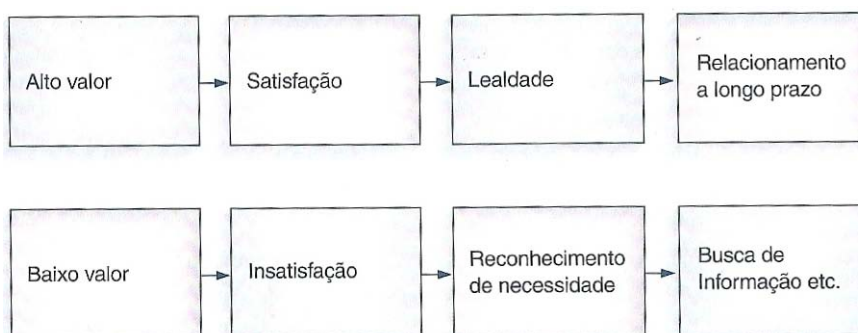 Alto valor
Satisfação
Lealdade
Relacionamento
a longo prazo
Baixo valor
Insatisfação
Reconhecimento
de necessidade
Busca de
Informação etc.